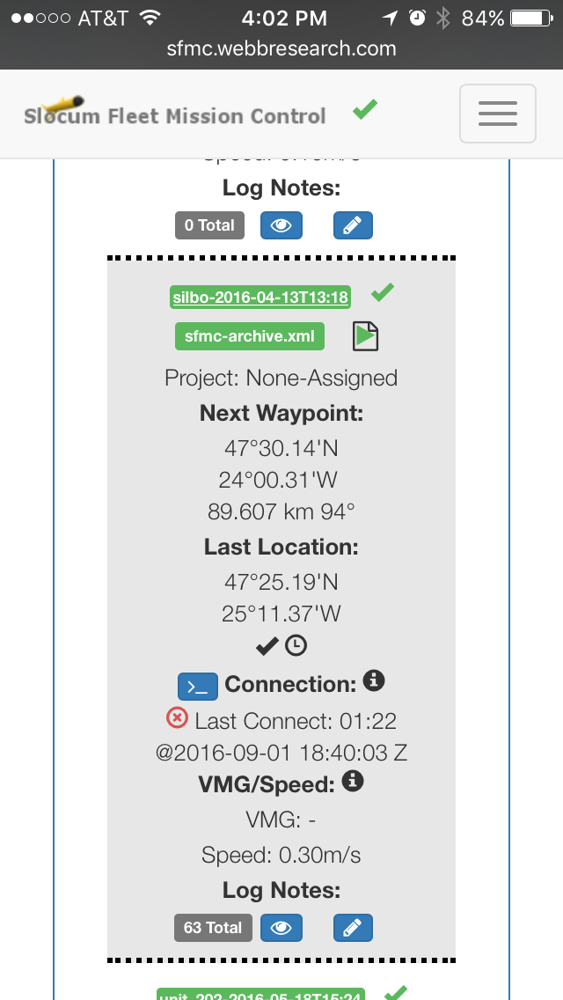 AT&T 4:02 PM 84%
sfmc.webbresearch.com
Slocum Fleet Mission Control
Log Notes:
0 Total
silbo-2016-04-13T13:18
sfmc-archive.xml
Project: None-Assigned
Next Waypoint:
47°30.14'N
24°00.31'W
89.607 km 94°
Last Location:
47°25.19'N
25°11.37'W
>_ Connection:
Last Connect: 01:22
@2016-09-01 18:40:03 Z
VMG/Speed:
VMG: -
Speed: 0.30m/s
Log Notes:
63 Total
unit_202-2016-05-18T15:24